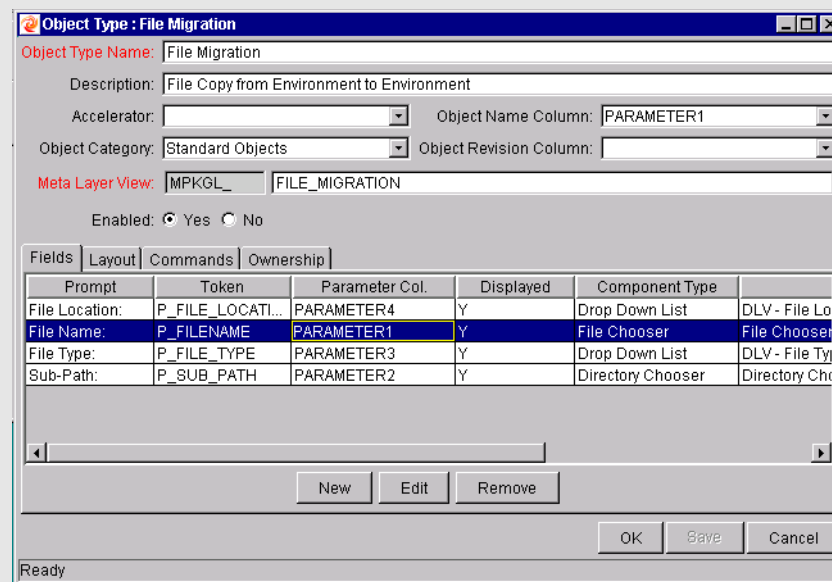 Object Type : File Migration
Object Type Name: File Migration
Description: File Copy from Environment to Environment
Accelerator: Object Name Column: PARAMETER1
Object Category: Standard Objects Object Revision Column:
Meta Layer View: MPKGL_ FILE_MIGRATION
Enabled: Yes No
Fields Layout Commands Ownership
Prompt Token Parameter Col. Displayed Component Type
File Location: P_FILE_LOCATI... PARAMETER4 Y Drop Down List DLV - File Lo
File Name: P_FILENAME PARAMETER1 Y File Chooser File Chooser
File Type: P_FILE_TYPE PARAMETER3 Y Drop Down List DLV - File Ty
Sub-Path: P_SUB_PATH PARAMETER2 Y Directory Chooser Directory Cho
New Edit Remove
OK Save Cancel
Ready